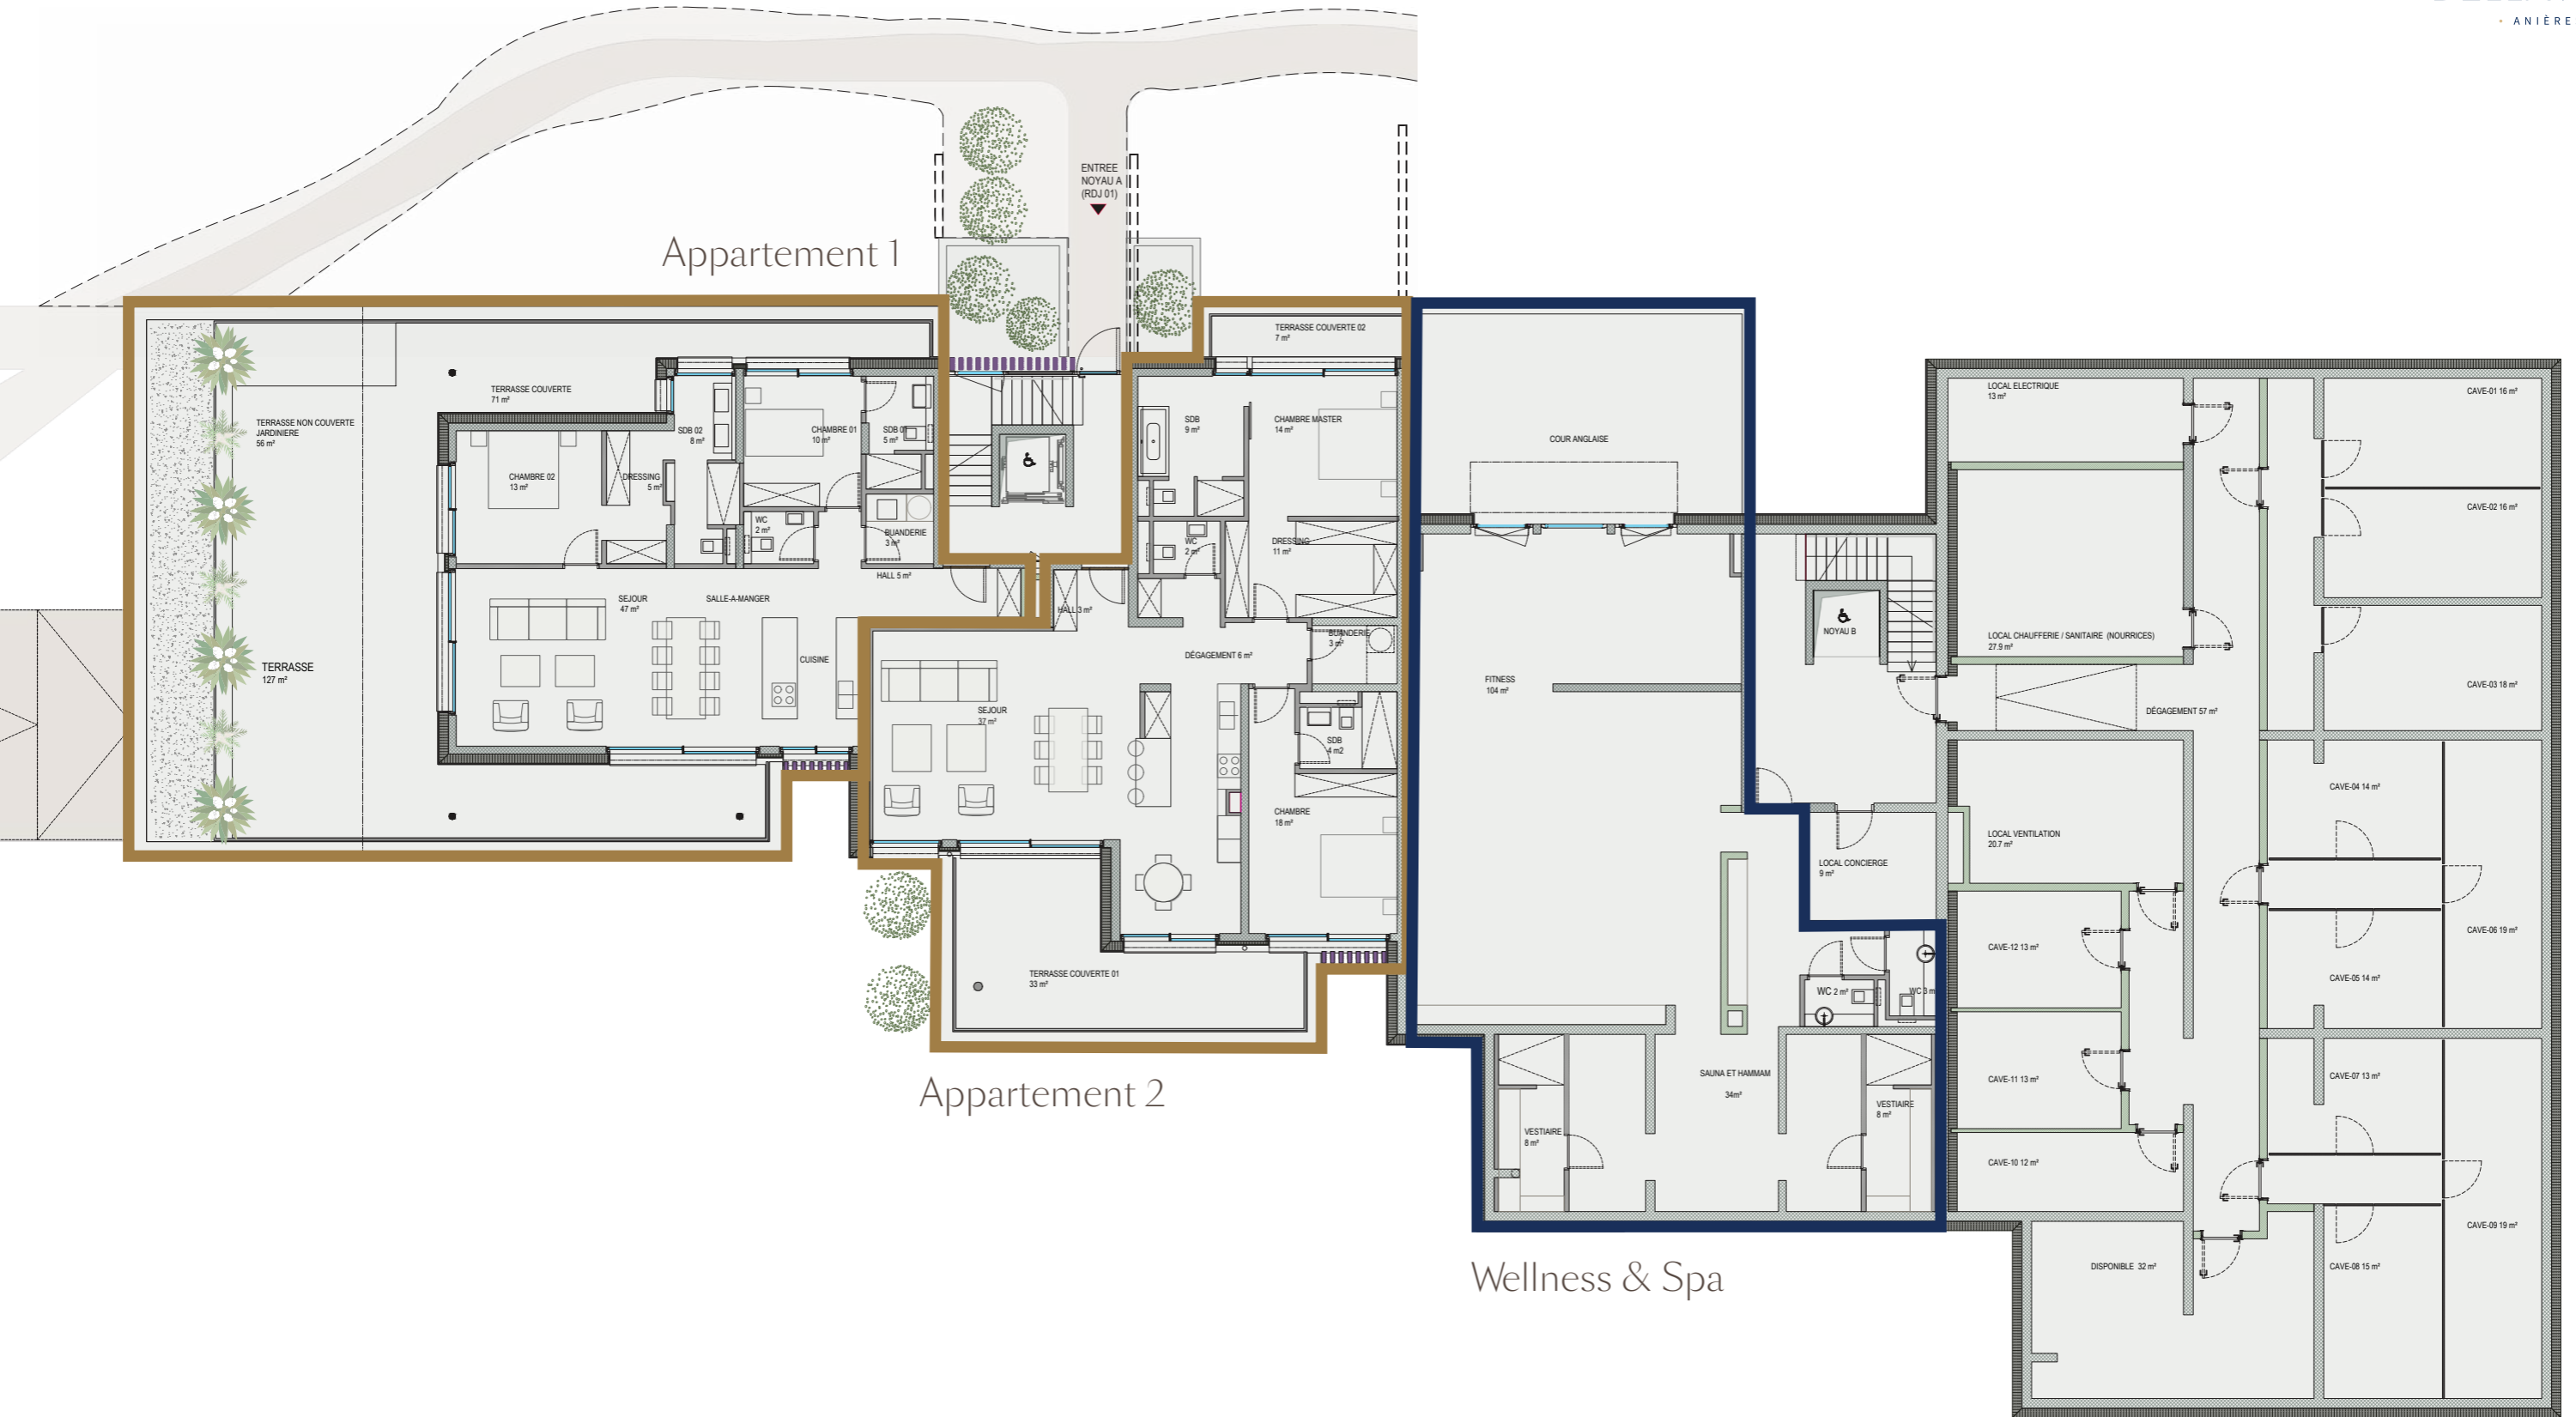 • ANIÈRE
ENTREE
NOYAU A
(RDJ 01)
Appartement 1
TERRASSE COUVERTE
71 m²
TERRASSE NON COUVERTE
JARDINIERE
56 m²
TERRASSE
127 m²
CHAMBRE 02
13 m²
DRESSING
5 m²
SDB 02
8 m²
CHAMBRE 01
10 m²
SDB 01
5 m²
WC
2 m²
BUANDERIE
3 m²
HALL 5 m²
SEJOUR
47 m²
SALLE-A-MANGER
CUISINE
TERRASSE COUVERTE 02
7 m²
SDB
9 m²
CHAMBRE MASTER
14 m²
WC
2 m²
DRESSING
11 m²
HALL 3 m²
BUANDERIE
3 m²
DÉGAGEMENT 6 m²
SEJOUR
37 m²
SDB
4 m2
CHAMBRE
18 m²
TERRASSE COUVERTE 01
33 m²
Appartement 2
COUR ANGLAISE
FITNESS
104 m²
NOYAU B
LOCAL CONCIERGE
9 m²
WC 2 m²
WC 3 m
SAUNA ET HAMMAM
34m²
VESTIAIRE
8 m²
VESTIAIRE
8 m²
Wellness & Spa
LOCAL ELECTRIQUE
13 m²
LOCAL CHAUFFERIE / SANITAIRE (NOURRICES)
27.9 m²
DÉGAGEMENT 57 m²
LOCAL VENTILATION
20.7 m²
CAVE-12 13 m²
CAVE-11 13 m²
CAVE-10 12 m²
DISPONIBLE 32 m²
CAVE-01 16 m²
CAVE-02 16 m²
CAVE-03 18 m²
CAVE-04 14 m²
CAVE-06 19 m²
CAVE-05 14 m²
CAVE-07 13 m²
CAVE-09 19 m²
CAVE-08 15 m²